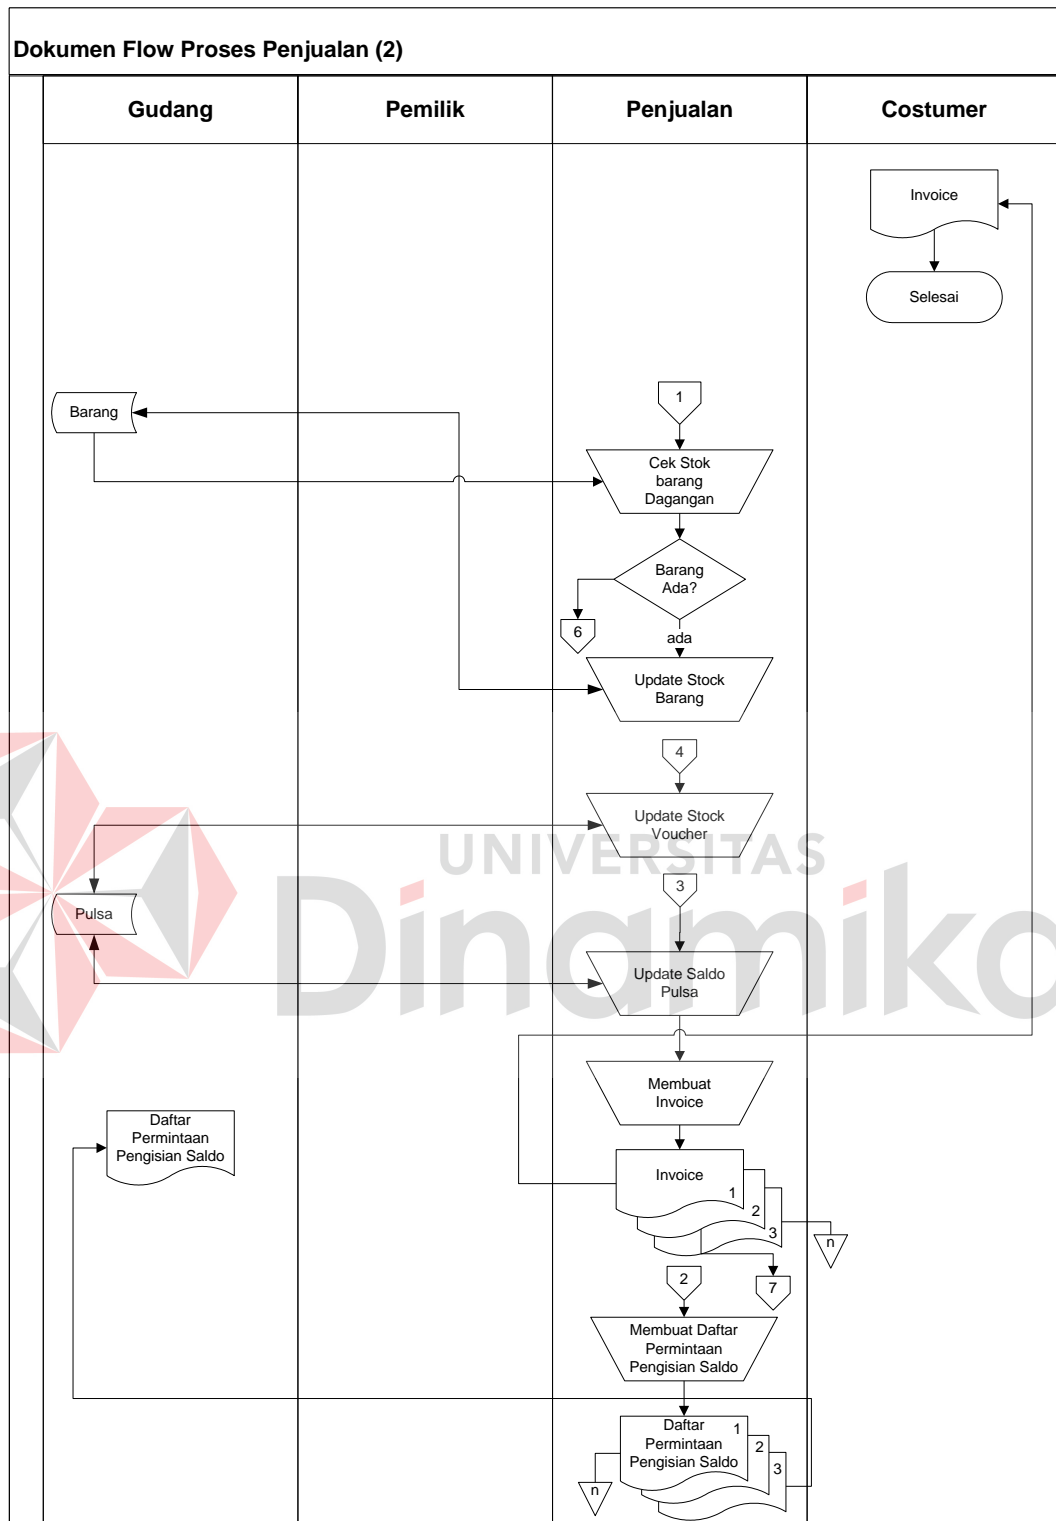 Dokumen Flow Proses Penjualan (2)
Gudang
Pemilik
Penjualan
Costumer
Invoice
Selesai
1
Barang
Cek Stok
barang
Dagangan
Barang
Ada?
6
ada
Update Stock
Barang
4
Update Stock
Voucher
UNIVERSITAS
Dinamika
3
Pulsa
Update Saldo
Pulsa
Membuat
Invoice
Daftar
Permintaan
Pengisian Saldo
Invoice
1
2
3
n
7
2
Membuat Daftar
Permintaan
Pengisian Saldo
Daftar
Permintaan
Pengisian Saldo
1
2
3
n